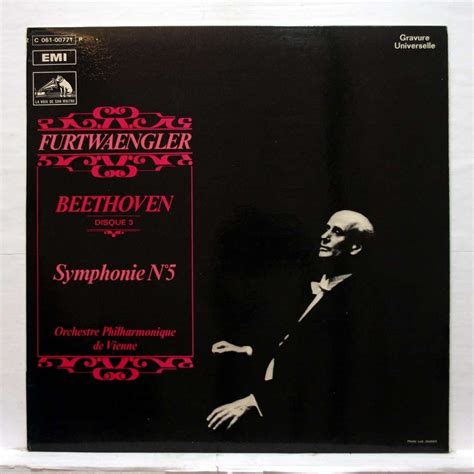 C 061-00771 P
EMI
LA VOIX DE SON MAITRE
Gravure
Universelle
FURTWAENGLER
BEETHOVEN
DISQUE 3
Symphonie N°5
Orchestre Philharmonique
de Vienne